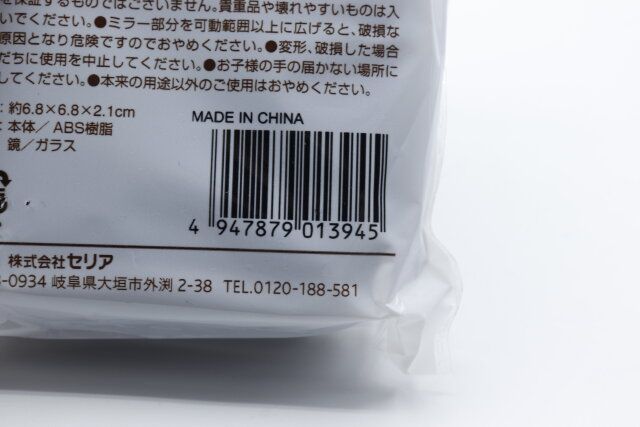 を保証するものではございません。貴重品や壊れやすいものは入
いでください。●ミラー部分を可動範囲以上に広げると、破損な
原因となり危険ですのでおやめください。●変形、破損した場合
だちに使用を中止してください。●お子様の手の届かない場所に
してください。●本来の用途以外のご使用はおやめください。
：約6.8×6.8×2.1cm
：本体／ABS樹脂
鏡／ガラス
MADE IN CHINA
4 947879 013945
株式会社セリア
-0934 岐阜県大垣市外渕 2-38 TEL.0120-188-581